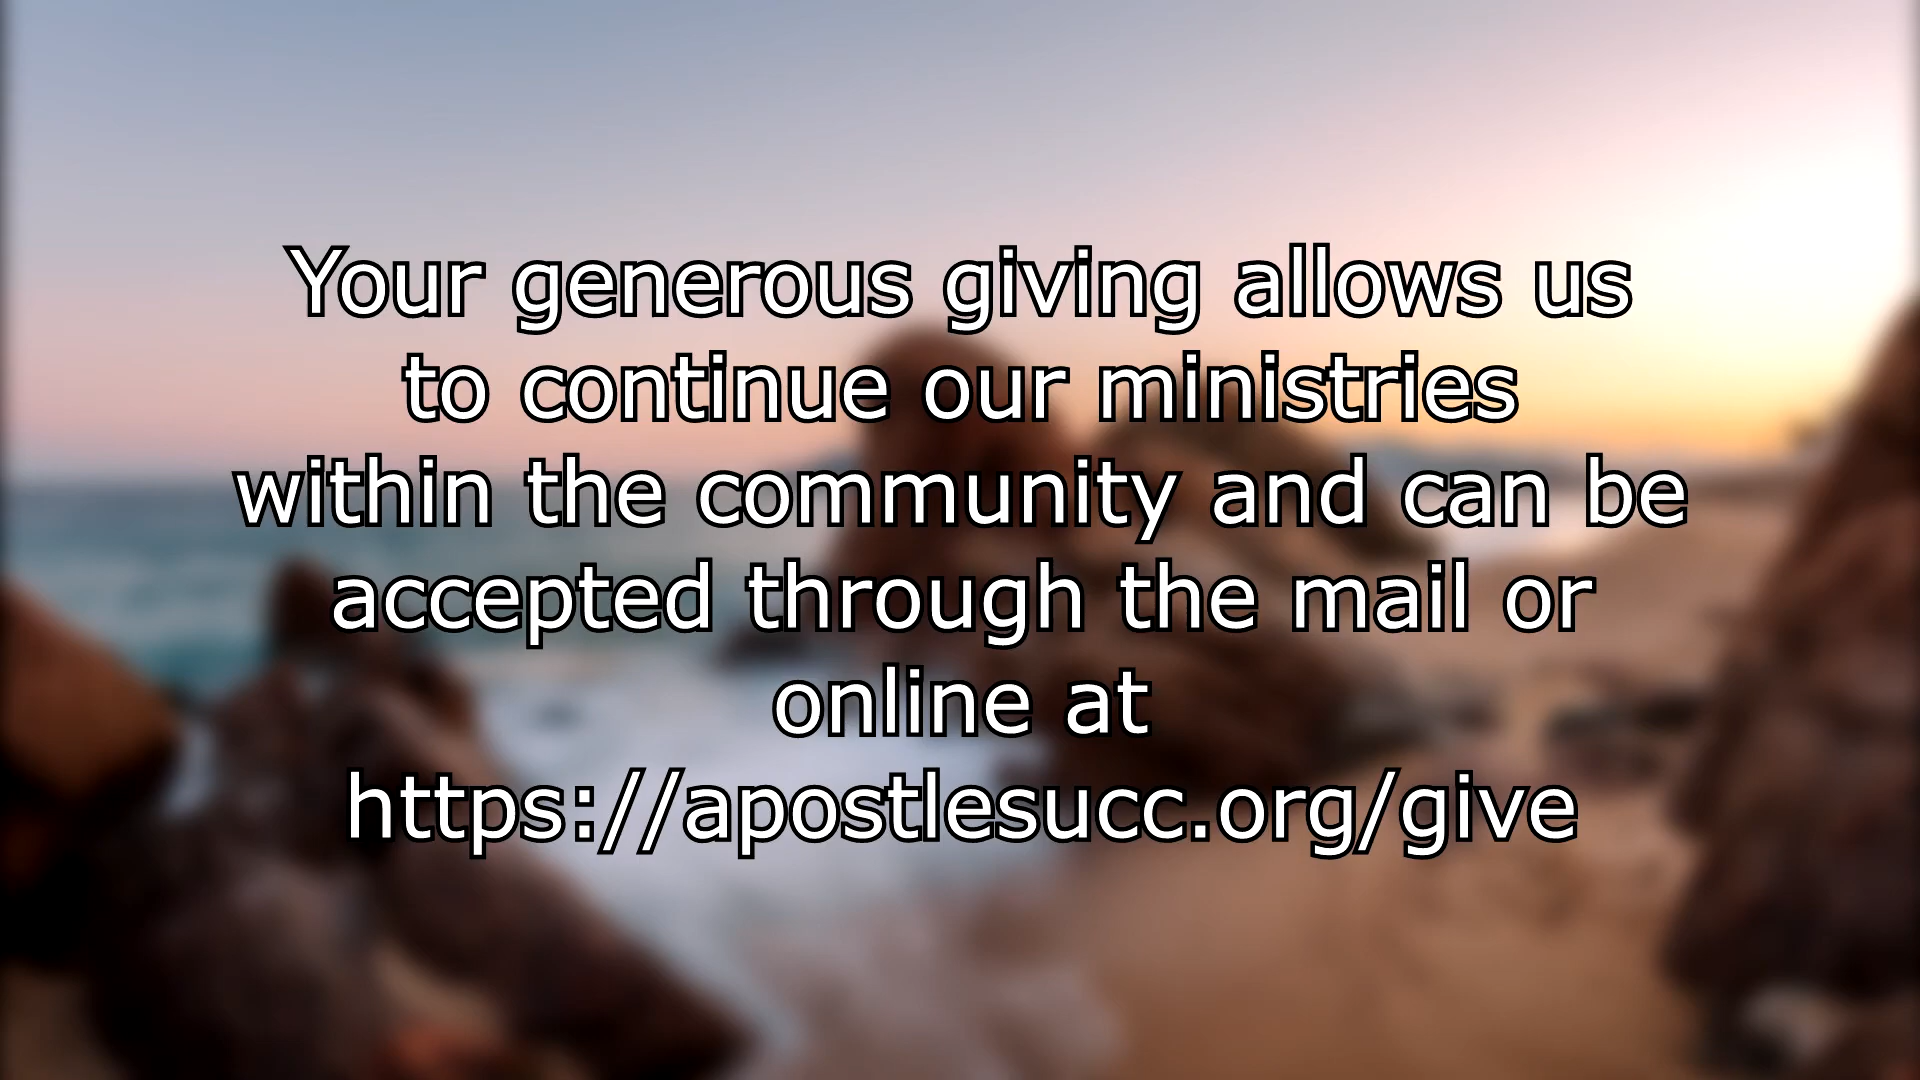 Your generous giving allows us
to continue our ministries
within the community and can be
accepted through the mail or
online at
https://apostlesucc.org/give